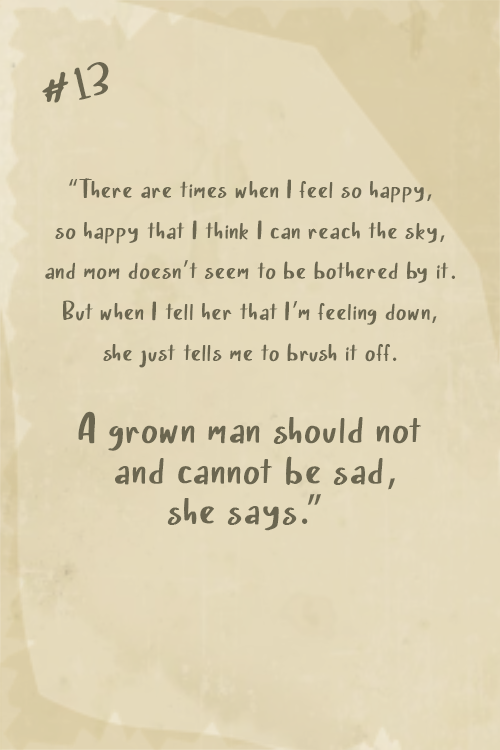 #13
“There are times when I feel so happy,
so happy that I think I can reach the sky,
and mom doesn't seem to be bothered by it.
But when I tell her that I'm feeling down,
she just tells me to brush it off.
A grown man should not
and cannot be sad,
she says.”